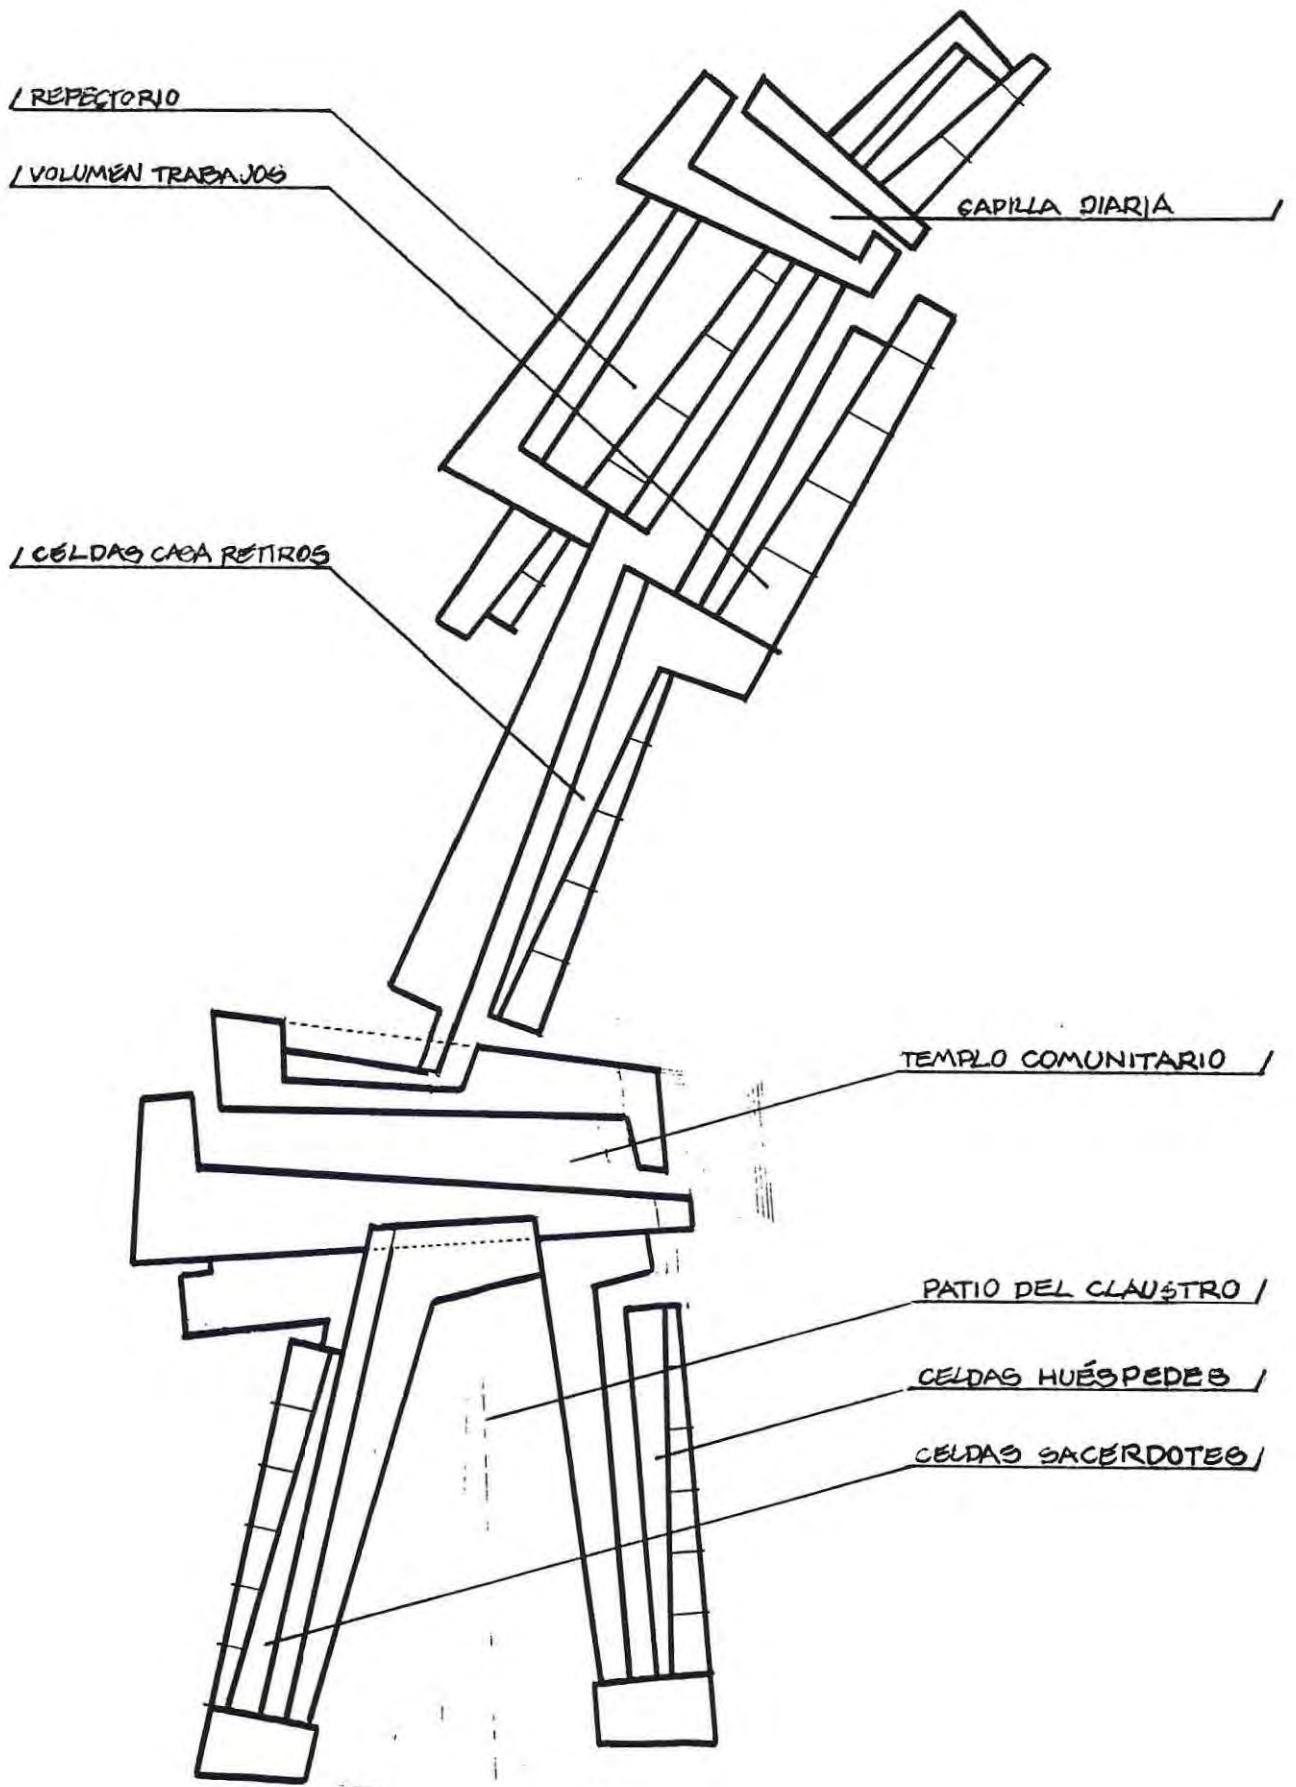 / REFECTORIO
/ VOLUMEN TRABAJOS
CAPILLA DIARIA /
/ CELDAS CASA RETIROS
TEMPLO COMUNITARIO /
PATIO DEL CLAUSTRO /
CELDAS HUÉSPEDES /
CELDAS SACERDOTES /